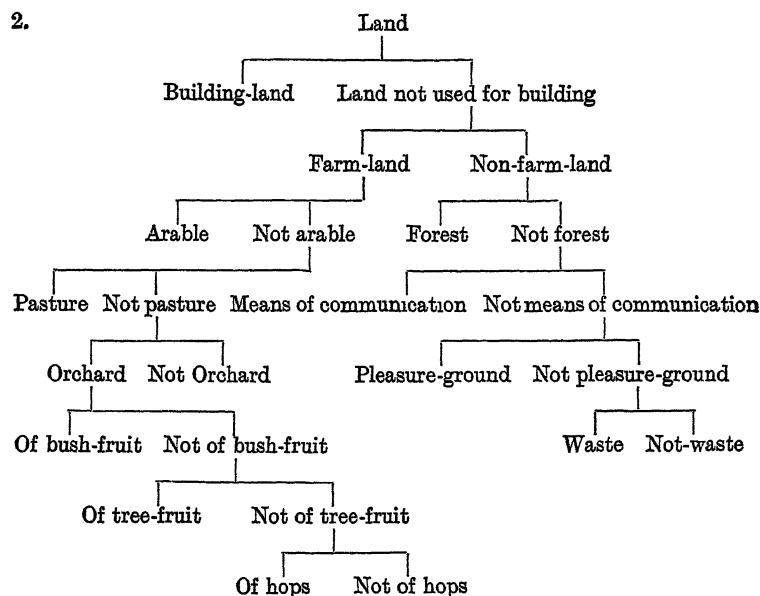 2.
Land
Building-land Land not used for building
Farm-land Non-farm-land
Arable Not arable Forest Not forest
Pasture Not pasture Means of communication Not means of communication
Orchard Not Orchard Pleasure-ground Not pleasure-ground
Of bush-fruit Not of bush-fruit Waste Not-waste
Of tree-fruit Not of tree-fruit
Of hops Not of hops